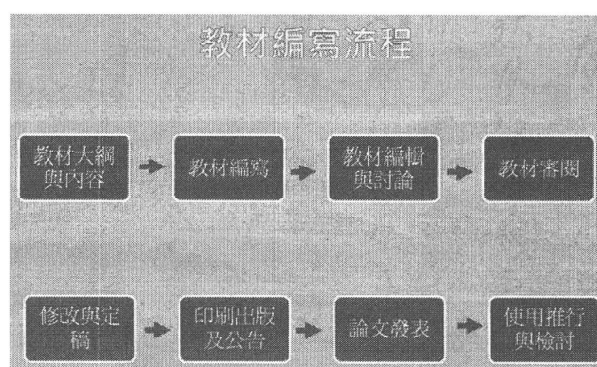 教材編寫流程
教材大綱
與內容
教材編寫
教材編輯
與討論
教材審閱
修改與定
稿
印刷出版
及公告
論文發表
使用推行
與檢討